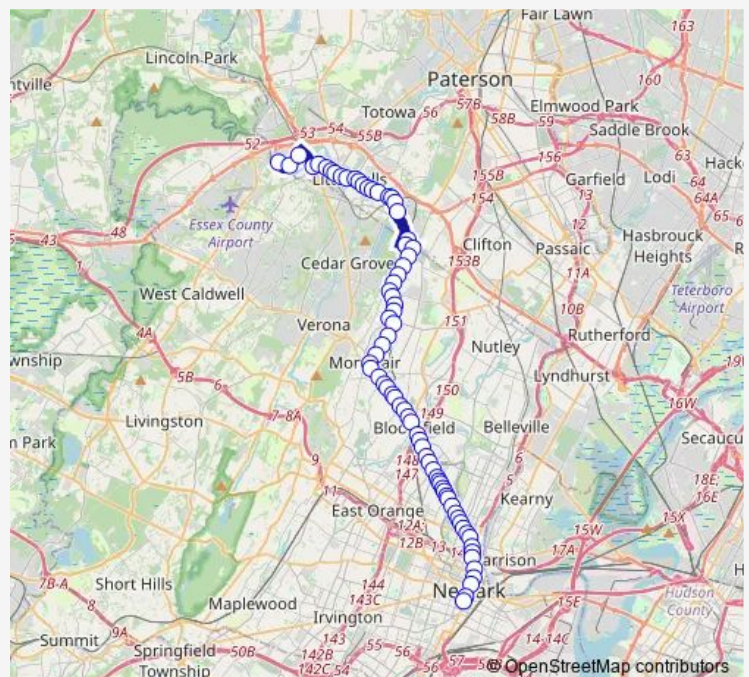 Fair Lawn
163
Lincoln Park
160
Paterson
ntville
Elmwood Park
Totowa 56 57B
58B 59
53 54 55B
Saddle Brook
52
156 63
Hack
155B
Garfield Lodi 64
154 13 64A
Essex County
Airport
48
12
Hasbrouck
Heights
65
43
Clifton
Passaic
153B
Cedar Grove
11A
1
West Caldwell
Teterboro
Airport
10B
Verona
151
Rutherford
4A
wnship
Nutley
Lyndhurst
5B 6
150
16W
7-8A
149
Livingston
Belleville
Secaucu
m Park
9
148
147
5
18E
16E
Kearny
11
East Orange
15W 15X
12A
12B
17A
7B-A
Short Hills
144
143C
8
Maplewood
15E
Hudson
County
Irvington
Summit
9A
143
142B
55 56
14-14C
Springfield
Township
50B
142C 54
56 57
© OpenStreetMap contributors